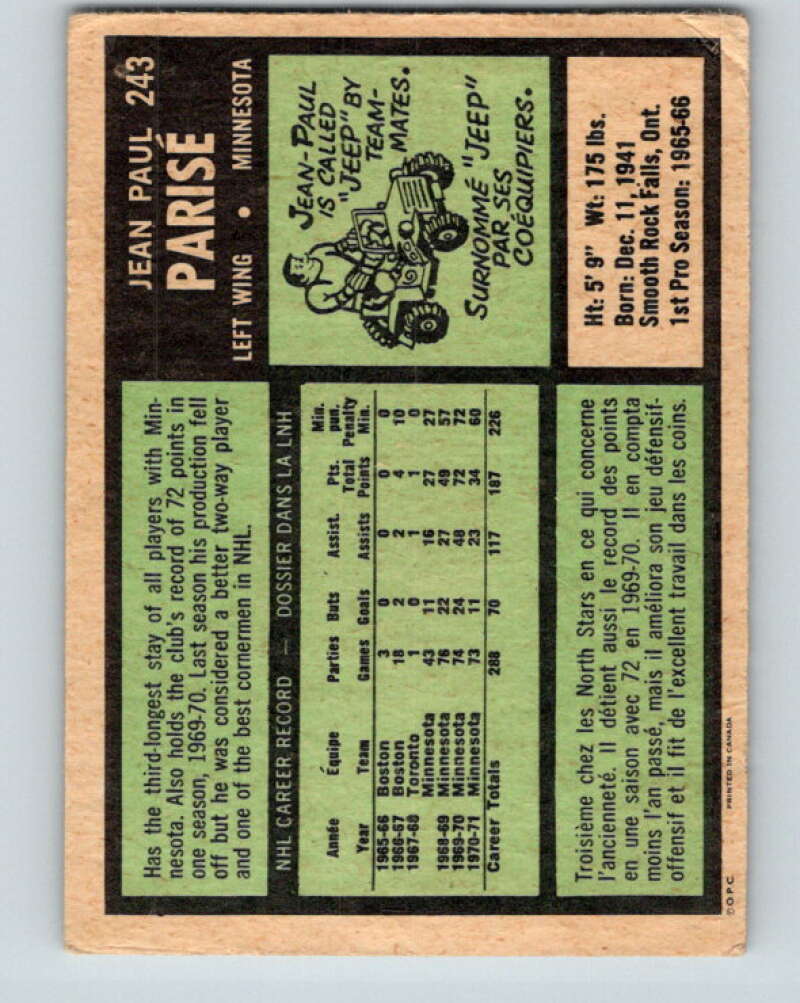 Has the third-longest stay of all players with Min-
nesota. Also holds the club's record of 72 points in
one season, 1969-70. Last season his production fell
off but he was considered a better two-way player
and one of the best cornermen in NHL.
JEAN PAUL 243
PARISÉ
LEFT WING • MINNESOTA
NHL CAREER RECORD — DOSSIER DANS LA LNH
Année Équipe Parties Buts Assist. Pts. Total Min. pun.
Year Team Games Goals Assists Points Penalty Min.
1965-66 Boston 3 0 0 0 0
1966-67 Boston 18 2 2 4 10
1967-68 Toronto 1 0 1 1 0
Minnesota 43 11 16 27 27
1968-69 Minnesota 76 22 27 49 57
1969-70 Minnesota 74 24 48 72 72
1970-71 Minnesota 73 11 23 34 60
Career Totals 288 70 117 187 226
JEAN-PAUL
IS CALLED
"JEEP" BY
TEAM-
MATES.
SURNOMMÉ "JEEP"
PAR SES
COÉQUIPIERS.
Troisième chez les North Stars en ce qui concerne
l'ancienneté. Il détient aussi le record des points
en une saison avec 72 en 1969-70. Il en compta
moins l'an passé, mais il améliora son jeu défensif-
offensif et il fit de l'excellent travail dans les coins.
Ht: 5' 9" Wt: 175 lbs.
Born: Dec. 11, 1941
Smooth Rock Falls, Ont.
1st Pro Season: 1965-66
© O.P.C. PRINTED IN CANADA